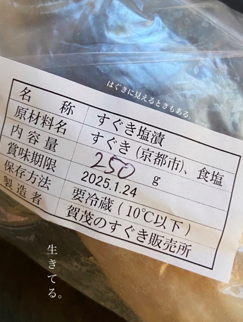 はぐきに見えるときもある
名称 すぐき塩漬
原材料名 すぐき(京都市)、食塩
内容量 250 g
賞味期限 2025.1.24
保存方法 要冷蔵(10℃以下)
製造者 賀茂のすぐき販売所
生きてる。